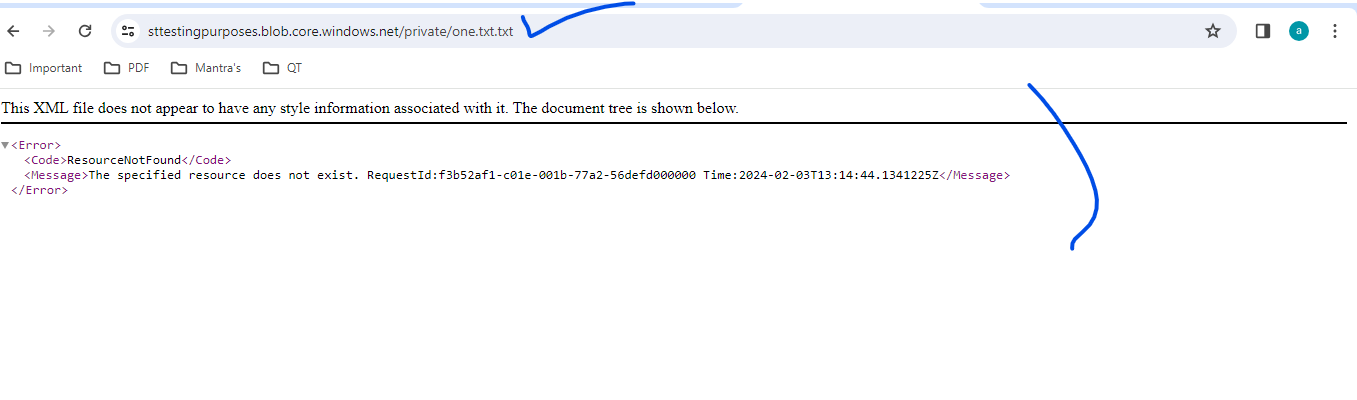 sttestingpurposes.blob.core.windows.net/private/one.txt.txt
a
Important PDF Mantra's QT
This XML file does not appear to have any style information associated with it. The document tree is shown below.
▼<Error>
<Code>ResourceNotFound</Code>
<Message>The specified resource does not exist. RequestId:f3b52af1-c01e-001b-77a2-56defd000000 Time:2024-02-03T13:14:44.1341225Z</Message>
</Error>